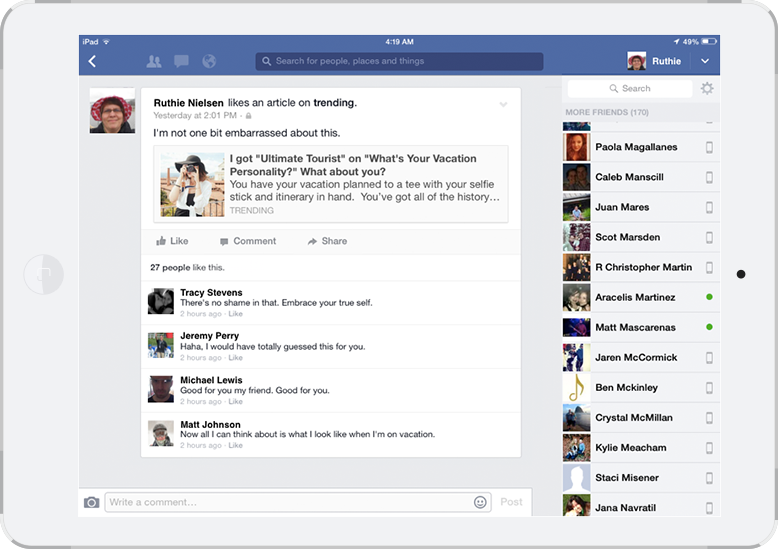 iPad
4:19 AM
49%
Search for people, places and things
Ruthie
Ruthie Nielsen likes an article on trending.
Yesterday at 2:01 PM ·
I'm not one bit embarrassed about this.
I got "Ultimate Tourist" on "What's Your Vacation
Personality?" What about you?
You have your vacation planned to a tee with your selfie
stick and itinerary in hand. You've got all of the history…
TRENDING
Like Comment Share
27 people like this.
Tracy Stevens
There's no shame in that. Embrace your true self.
2 hours ago · Like
Jeremy Perry
Haha, I would have totally guessed this for you.
2 hours ago · Like
Michael Lewis
Good for you my friend. Good for you.
2 hours ago · Like
Matt Johnson
Now all I can think about is what I look like when I'm on vacation.
2 hours ago · Like
Write a comment…
Post
Search
MORE FRIENDS (170)
Paola Magallanes
Caleb Manscill
Juan Mares
Scot Marsden
R Christopher Martin
Aracelis Martinez
Matt Mascarenas
Jaren McCormick
Ben Mckinley
Crystal McMillan
Kylie Meacham
Staci Misener
Jana Navratil